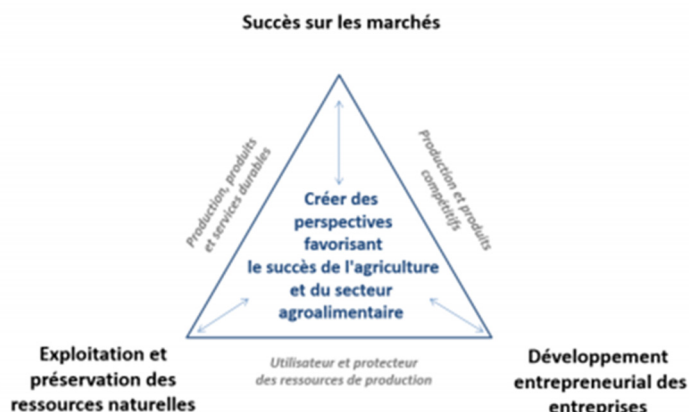 Succès sur les marchés
Production, produits
et services durables
Production et produits
compétitifs
Créer des
perspectives
favorisant
le succès de l'agriculture
et du secteur
agroalimentaire
Exploitation et
préservation des
ressources naturelles
Utilisateur et protecteur
des ressources de production
Développement
entrepreneurial des
entreprises